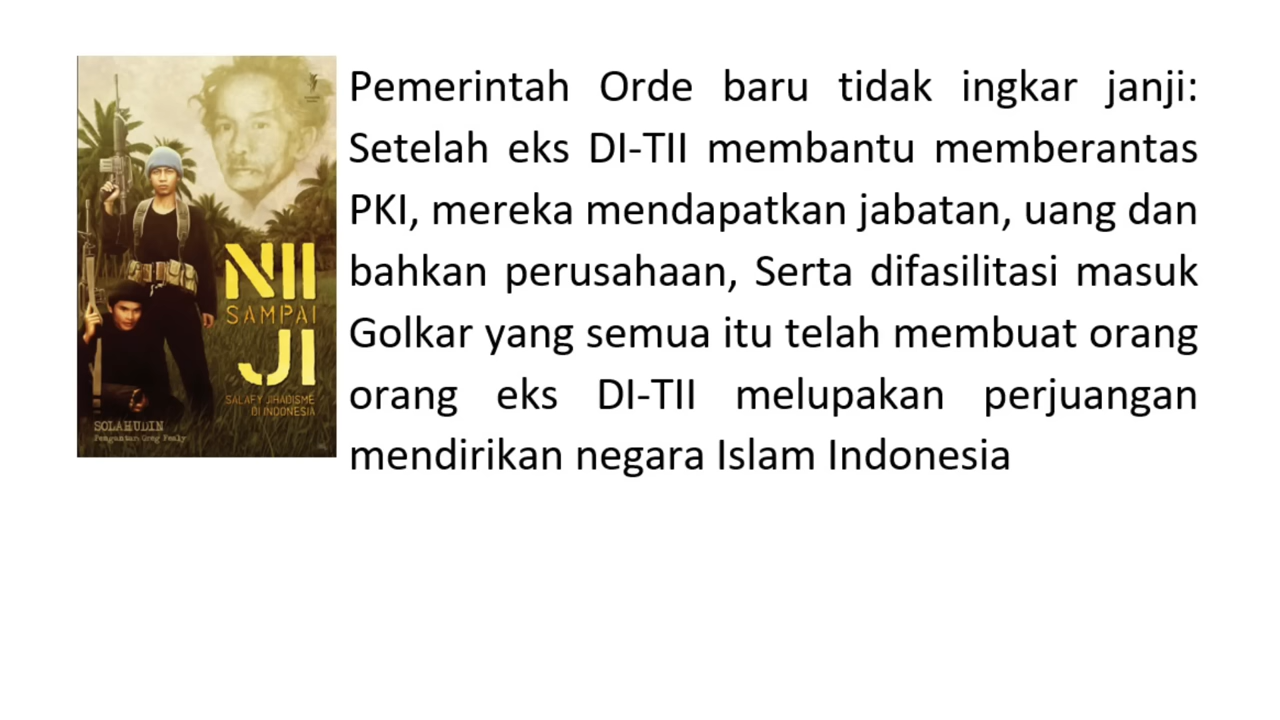 NII
SAMPAI
JI
SALAFY JIHADISME
DI INDONESIA
SOLAHUDIN
Pengantar: Greg Fealy
Pemerintah Orde baru tidak ingkar janji:
Setelah eks DI-TII membantu memberantas
PKI, mereka mendapatkan jabatan, uang dan
bahkan perusahaan, Serta difasilitasi masuk
Golkar yang semua itu telah membuat orang
orang eks DI-TII melupakan perjuangan
mendirikan negara Islam Indonesia